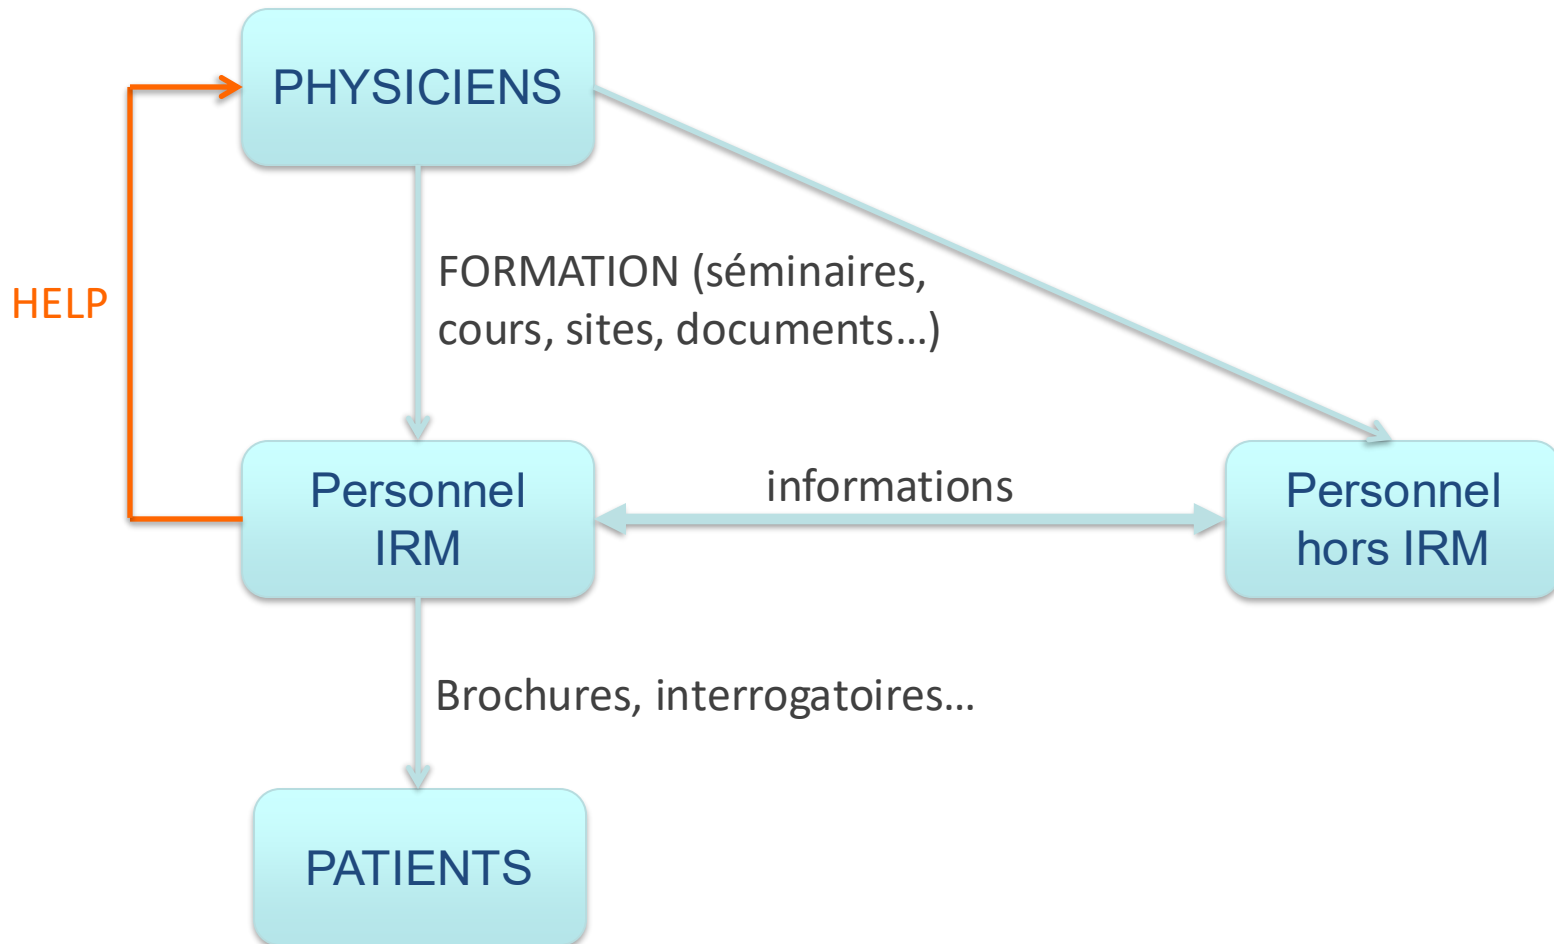 PHYSICIENS
FORMATION (séminaires,
cours, sites, documents…)
HELP
Personnel
IRM
informations
Personnel
hors IRM
Brochures, interrogatoires…
PATIENTS